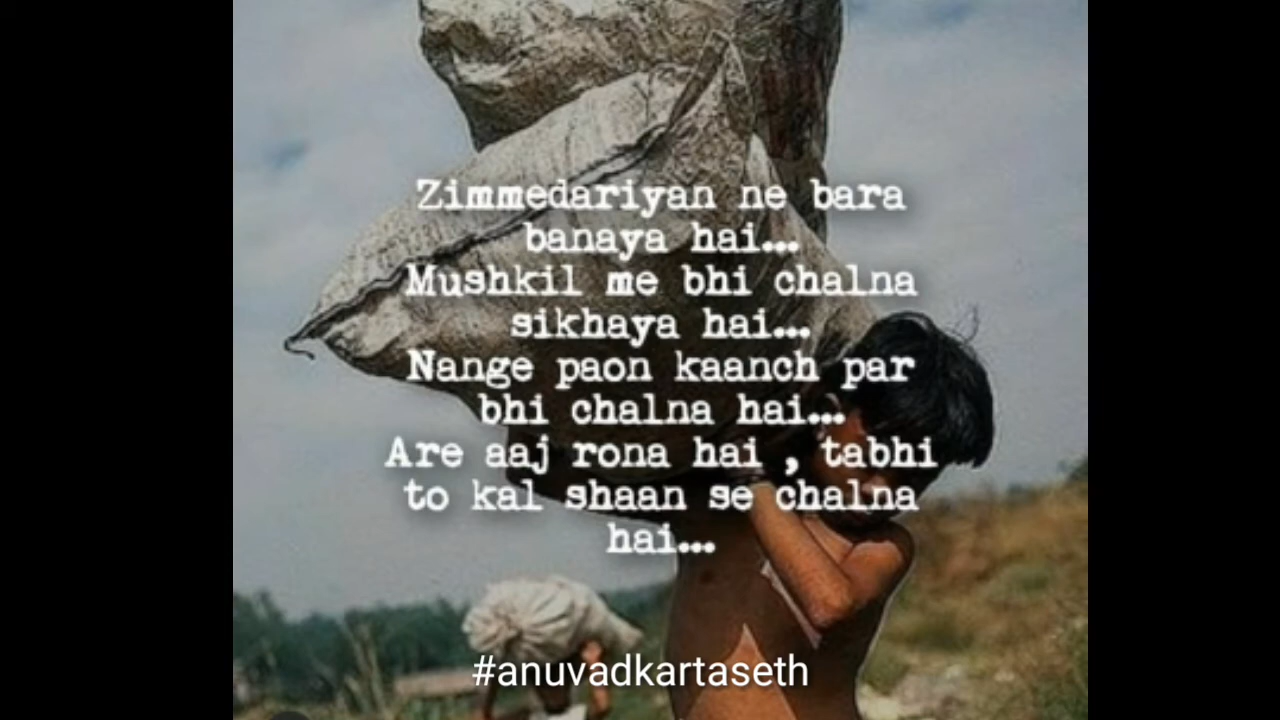 Zimmedariyan ne bara
banaya hai...
Mushkil me bhi chalna
sikhaya hai...
Nange paon kaanch par
bhi chalna hai...
Are aaj rona hai , tabhi
to kal shaan se chalna
hai...
#anuvadkartaseth